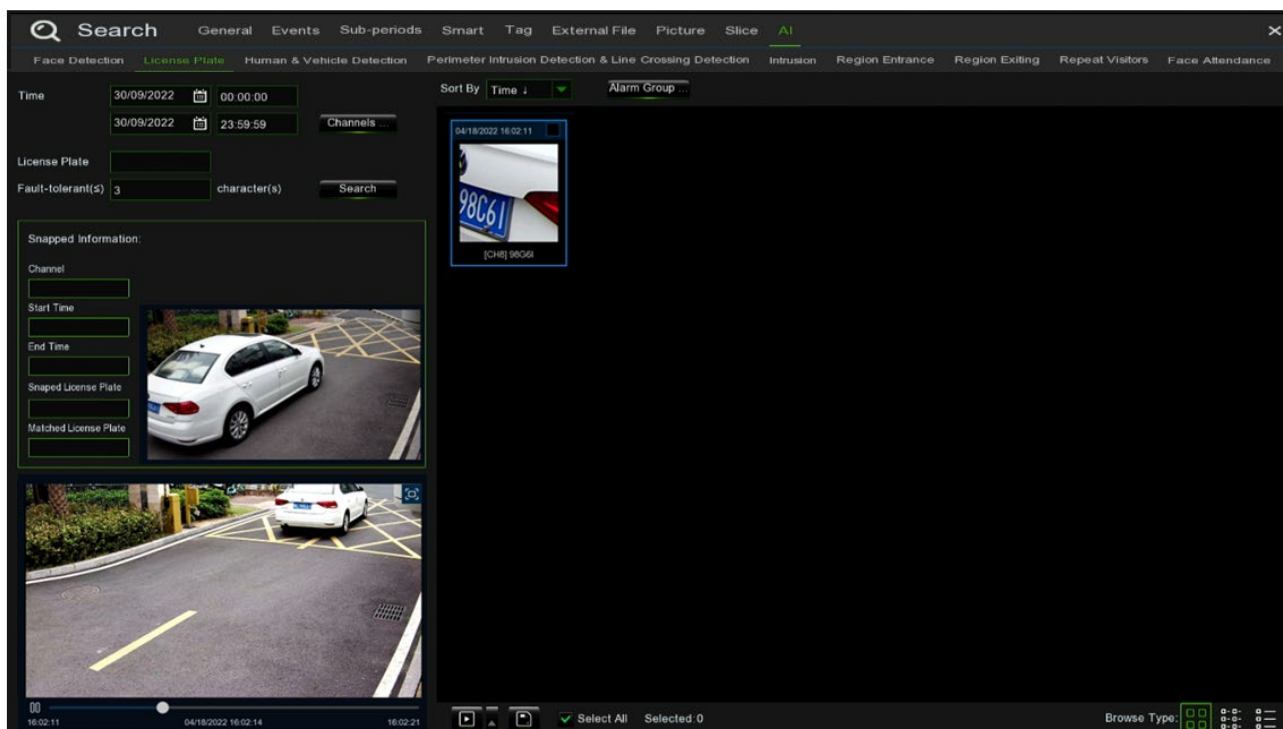 Search General Events Sub-periods Smart Tag External File Picture Slice AI
Face Detection License Plate Human & Vehicle Detection Perimeter Intrusion Detection & Line Crossing Detection Intrusion Region Entrance Region Exiting Repeat Visitors Face Attendance
Time 30/09/2022 00:00:00
30/09/2022 23:59:59 Channels ...
License Plate
Fault-tolerant(≤) 3 character(s) Search
Sort By Time ↓ Alarm Group ...
04/18/2022 16:02:11
98C6I
[CH8] 98G6I
Snapped Information:
Channel
Start Time
End Time
Snaped License Plate
Matched License Plate
16:02:11 04/18/2022 16:02:14 16:02:21
Select All Selected:0 Browse Type: